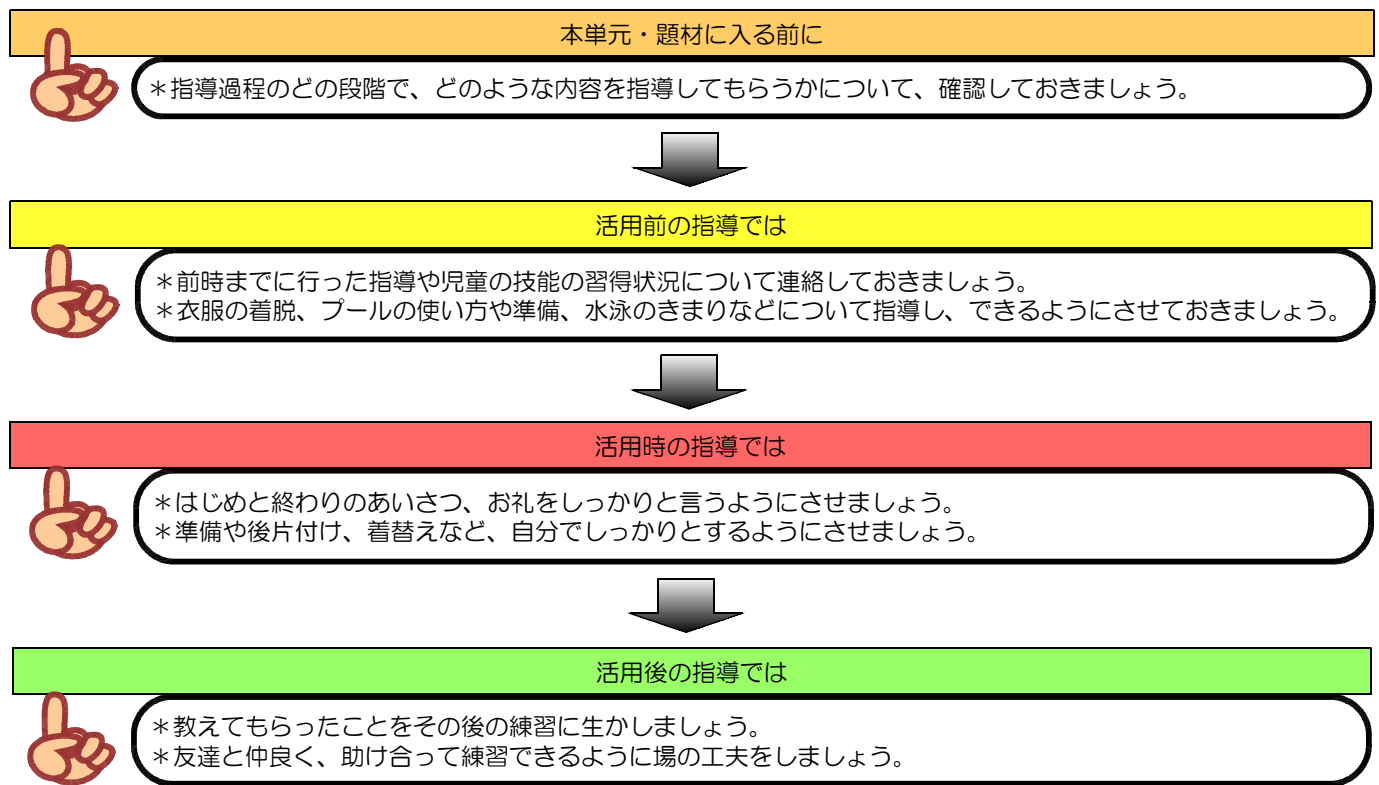 本単元・題材に入る前に
＊指導過程のどの段階で、どのような内容を指導してもらうかについて、確認しておきましょう。
活用前の指導では
＊前時までに行った指導や児童の技能の習得状況について連絡しておきましょう。
＊衣服の着脱、プールの使い方や準備、水泳のきまりなどについて指導し、できるようにさせておきましょう。
活用時の指導では
＊はじめと終わりのあいさつ、お礼をしっかりと言うようにさせましょう。
＊準備や後片付け、着替えなど、自分でしっかりとするようにさせましょう。
活用後の指導では
＊教えてもらったことをその後の練習に生かしましょう。
＊友達と仲良く、助け合って練習できるように場の工夫をしましょう。